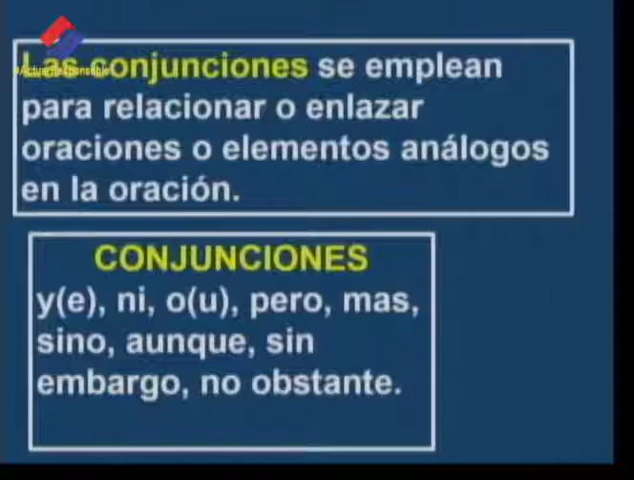 Las conjunciones se emplean
#ActuarResponsable
para relacionar o enlazar
oraciones o elementos análogos
en la oración.
CONJUNCIONES
y(e), ni, o(u), pero, mas,
sino, aunque, sin
embargo, no obstante.